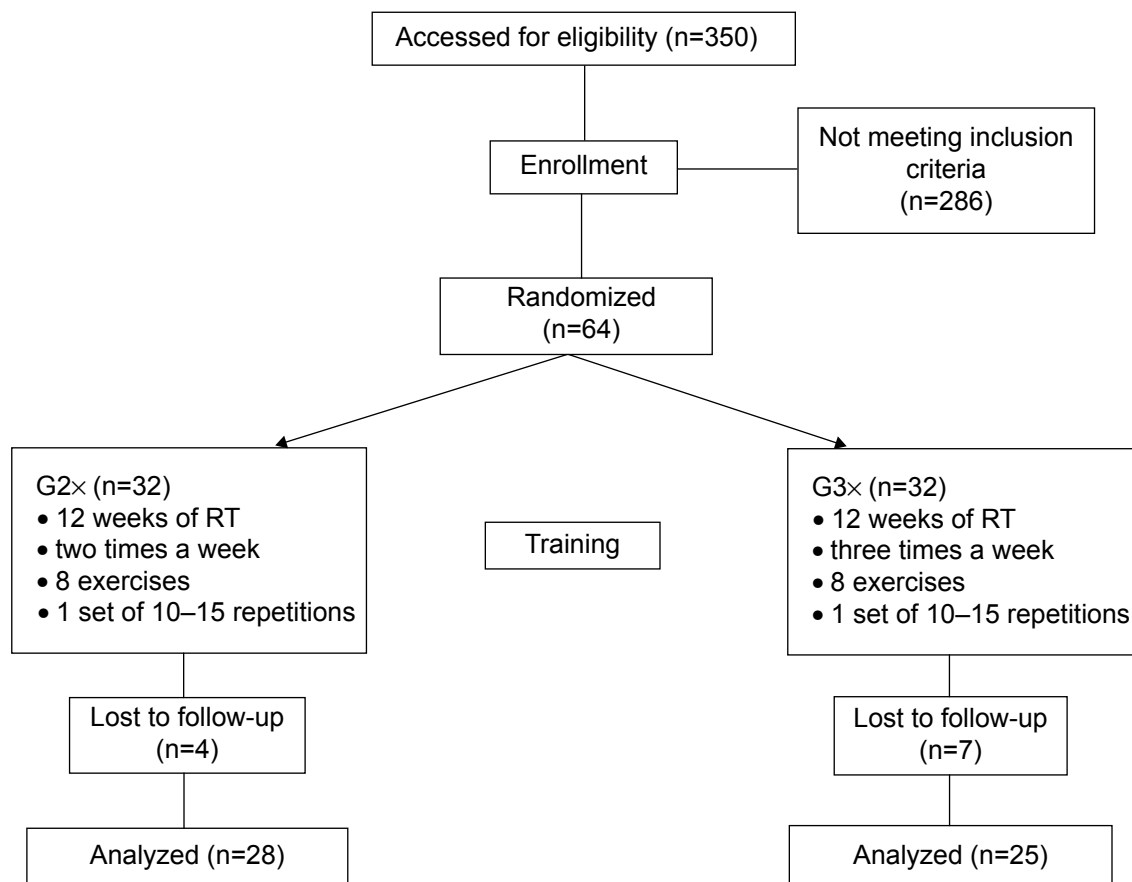 Accessed for eligibility (n=350)
Enrollment
Not meeting inclusion
criteria
(n=286)
Randomized
(n=64)
G2× (n=32)
• 12 weeks of RT
• two times a week
• 8 exercises
• 1 set of 10–15 repetitions
Training
G3× (n=32)
• 12 weeks of RT
• three times a week
• 8 exercises
• 1 set of 10–15 repetitions
Lost to follow-up
(n=4)
Lost to follow-up
(n=7)
Analyzed (n=28)
Analyzed (n=25)